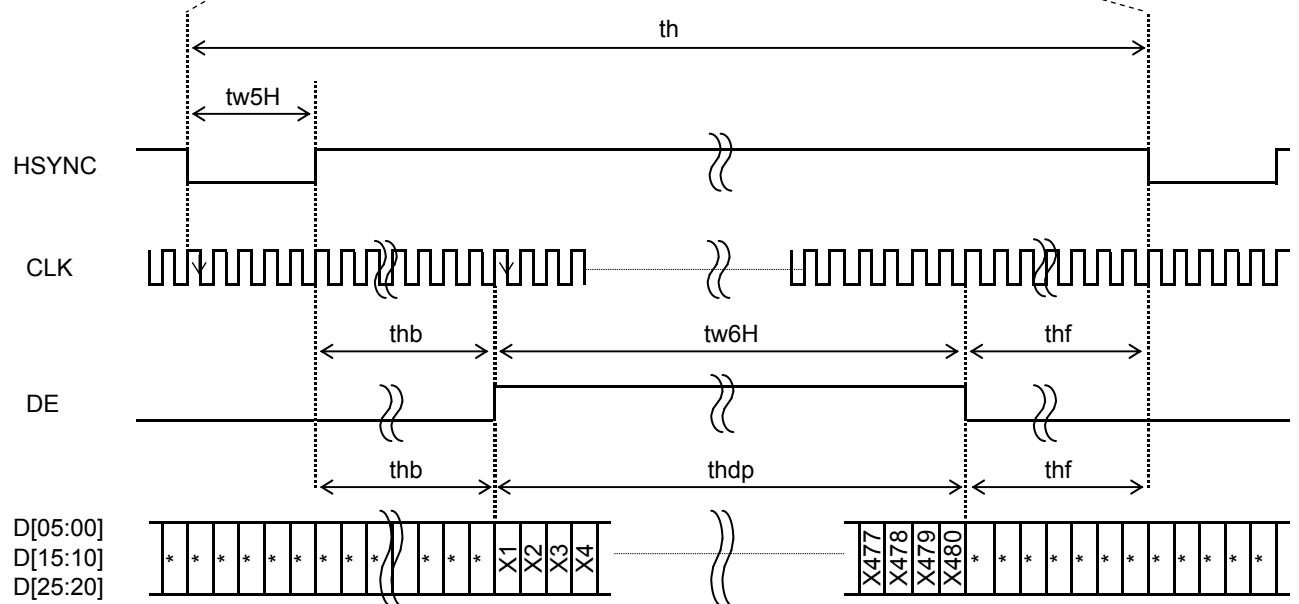 th
tw5H
HSYNC
CLK
thb tw6H thf
DE
thb thdp thf
D[05:00]
D[15:10]
D[25:20]
* * * * * * * * * * * * X1 X2 X3 X4 X477 X478 X479 X480 * * * * * * * * * * * *